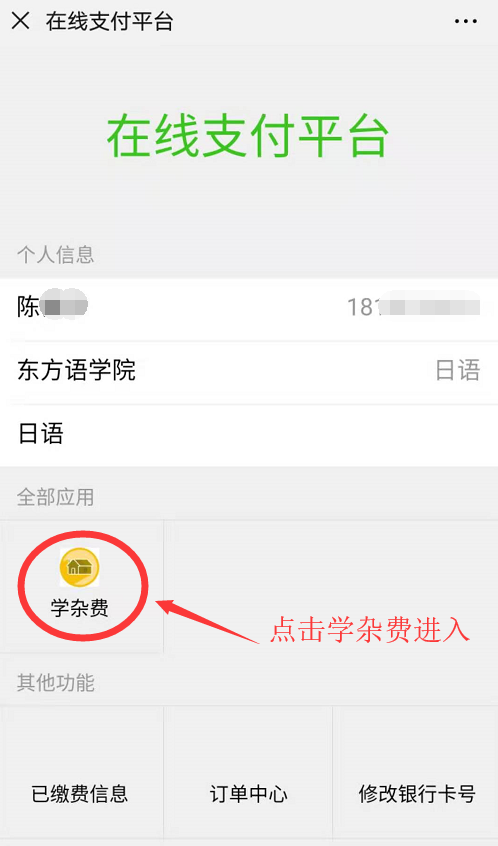 在线支付平台
在线支付平台
个人信息
陈 181
东方语学院 日语
日语
全部应用
学杂费
点击学杂费进入
其他功能
已缴费信息 订单中心 修改银行卡号